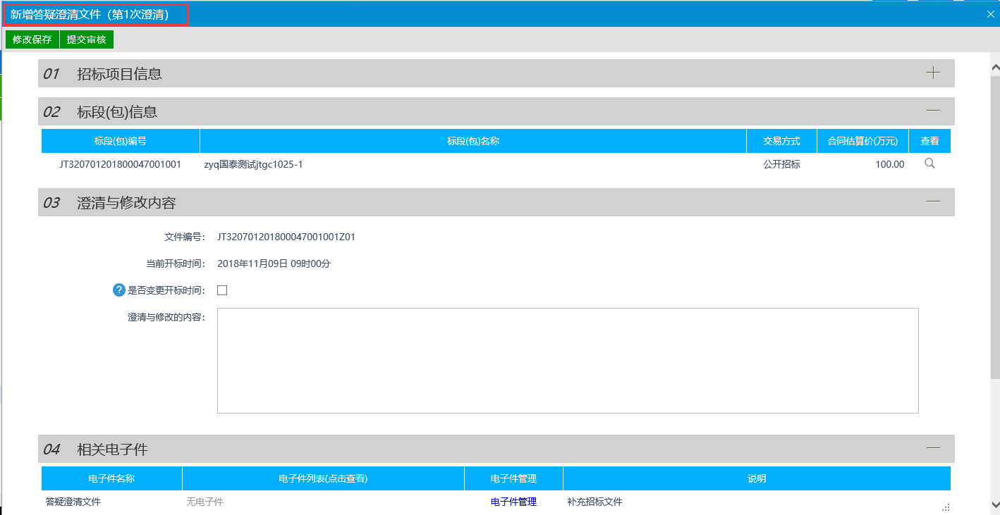 新增答疑澄清文件（第1次澄清）
修改保存 提交审核
01 招标项目信息
02 标段(包)信息
标段(包)编号 标段(包)名称 交易方式 合同估算价(万元) 查看
JT320701201800047001001 zyq国泰测试jtgc1025-1 公开招标 100.00
03 澄清与修改内容
文件编号： JT320701201800047001001Z01
当前开标时间： 2018年11月09日 09时00分
? 是否变更开标时间：
澄清与修改的内容：
04 相关电子件
电子件名称 电子件列表(点击查看) 电子件管理 说明
答疑澄清文件 无电子件 电子件管理 补充招标文件